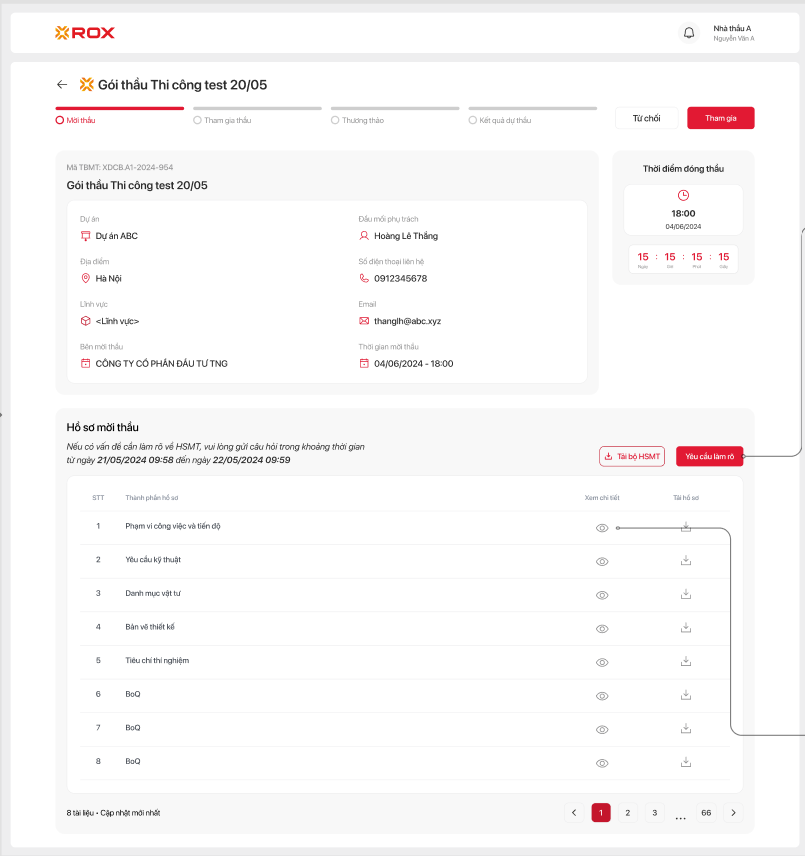 ROX
Nhà thầu A
Nguyễn Văn A
Gói thầu Thi công test 20/05
Mời thầu
Tham gia thầu
Thương thảo
Kết quả dự thầu
Từ chối
Tham gia
Mã TBMT: XDCB.A1-2024-954
Gói thầu Thi công test 20/05
Thời điểm đóng thầu
18:00
04/06/2024
15 : 15 : 15 : 15
Ngày Giờ Phút Giây
Dự án
Dự án ABC
Đầu mối phụ trách
Hoàng Lê Thắng
Địa điểm
Hà Nội
Số điện thoại liên hệ
0912345678
Lĩnh vực
<Lĩnh vực>
Email
thanglh@abc.xyz
Bên mời thầu
CÔNG TY CỔ PHẦN ĐẦU TƯ TNG
Thời gian mời thầu
04/06/2024 - 18:00
Hồ sơ mời thầu
Nếu có vấn đề cần làm rõ về HSMT, vui lòng gửi câu hỏi trong khoảng thời gian
từ ngày 21/05/2024 09:58 đến ngày 22/05/2024 09:59
Tải bộ HSMT
Yêu cầu làm rõ
STT Thành phần hồ sơ Xem chi tiết Tải hồ sơ
1 Phạm vi công việc và tiến độ
2 Yêu cầu kỹ thuật
3 Danh mục vật tư
4 Bản vẽ thiết kế
5 Tiêu chí thí nghiệm
6 BoQ
7 BoQ
8 BoQ
8 tài liệu • Cập nhật mới nhất
1 2 3 ... 66